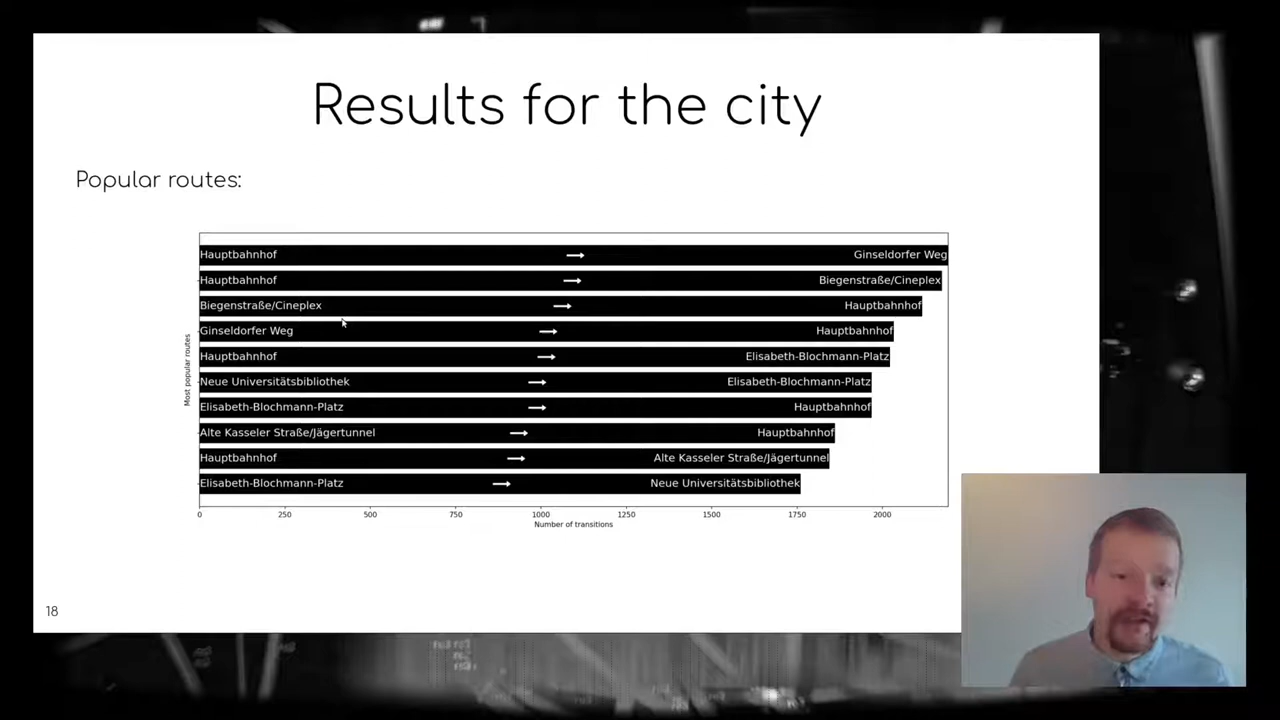 Results for the city
Popular routes:
Hauptbahnhof → Ginseldorfer Weg
Hauptbahnhof → Biegenstraße/Cineplex
Biegenstraße/Cineplex → Hauptbahnhof
Ginseldorfer Weg → Hauptbahnhof
Hauptbahnhof → Elisabeth-Blochmann-Platz
Neue Universitätsbibliothek → Elisabeth-Blochmann-Platz
Elisabeth-Blochmann-Platz → Hauptbahnhof
Alte Kasseler Straße/Jägertunnel → Hauptbahnhof
Hauptbahnhof → Alte Kasseler Straße/Jägertunnel
Elisabeth-Blochmann-Platz → Neue Universitätsbibliothek
Most popular routes
0 250 500 750 1000 1250 1500 1750 2000
Number of transitions
18